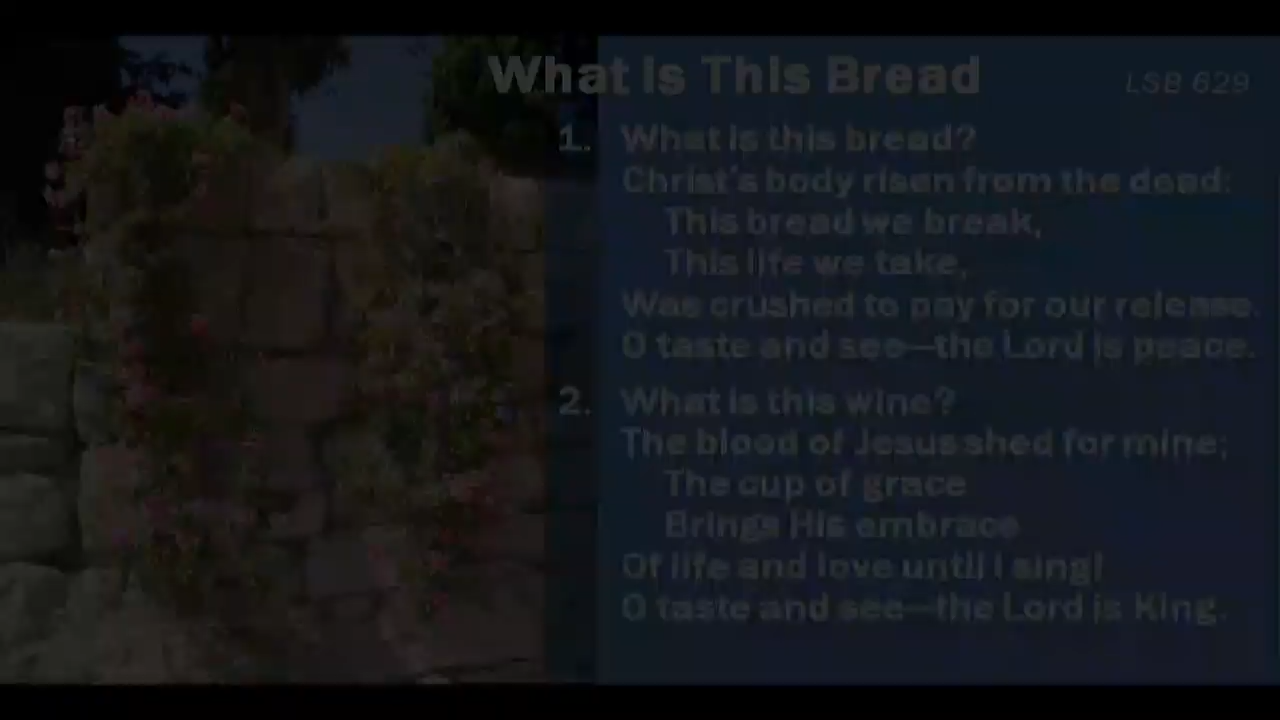 What Is This Bread
LSB 629
1. What is this bread?
Christ's body risen from the dead:
This bread we break,
This life we take,
Was crushed to pay for our release.
O taste and see—the Lord is peace.
2. What is this wine?
The blood of Jesus shed for mine;
The cup of grace
Brings His embrace
Of life and love until I sing!
O taste and see—the Lord is King.